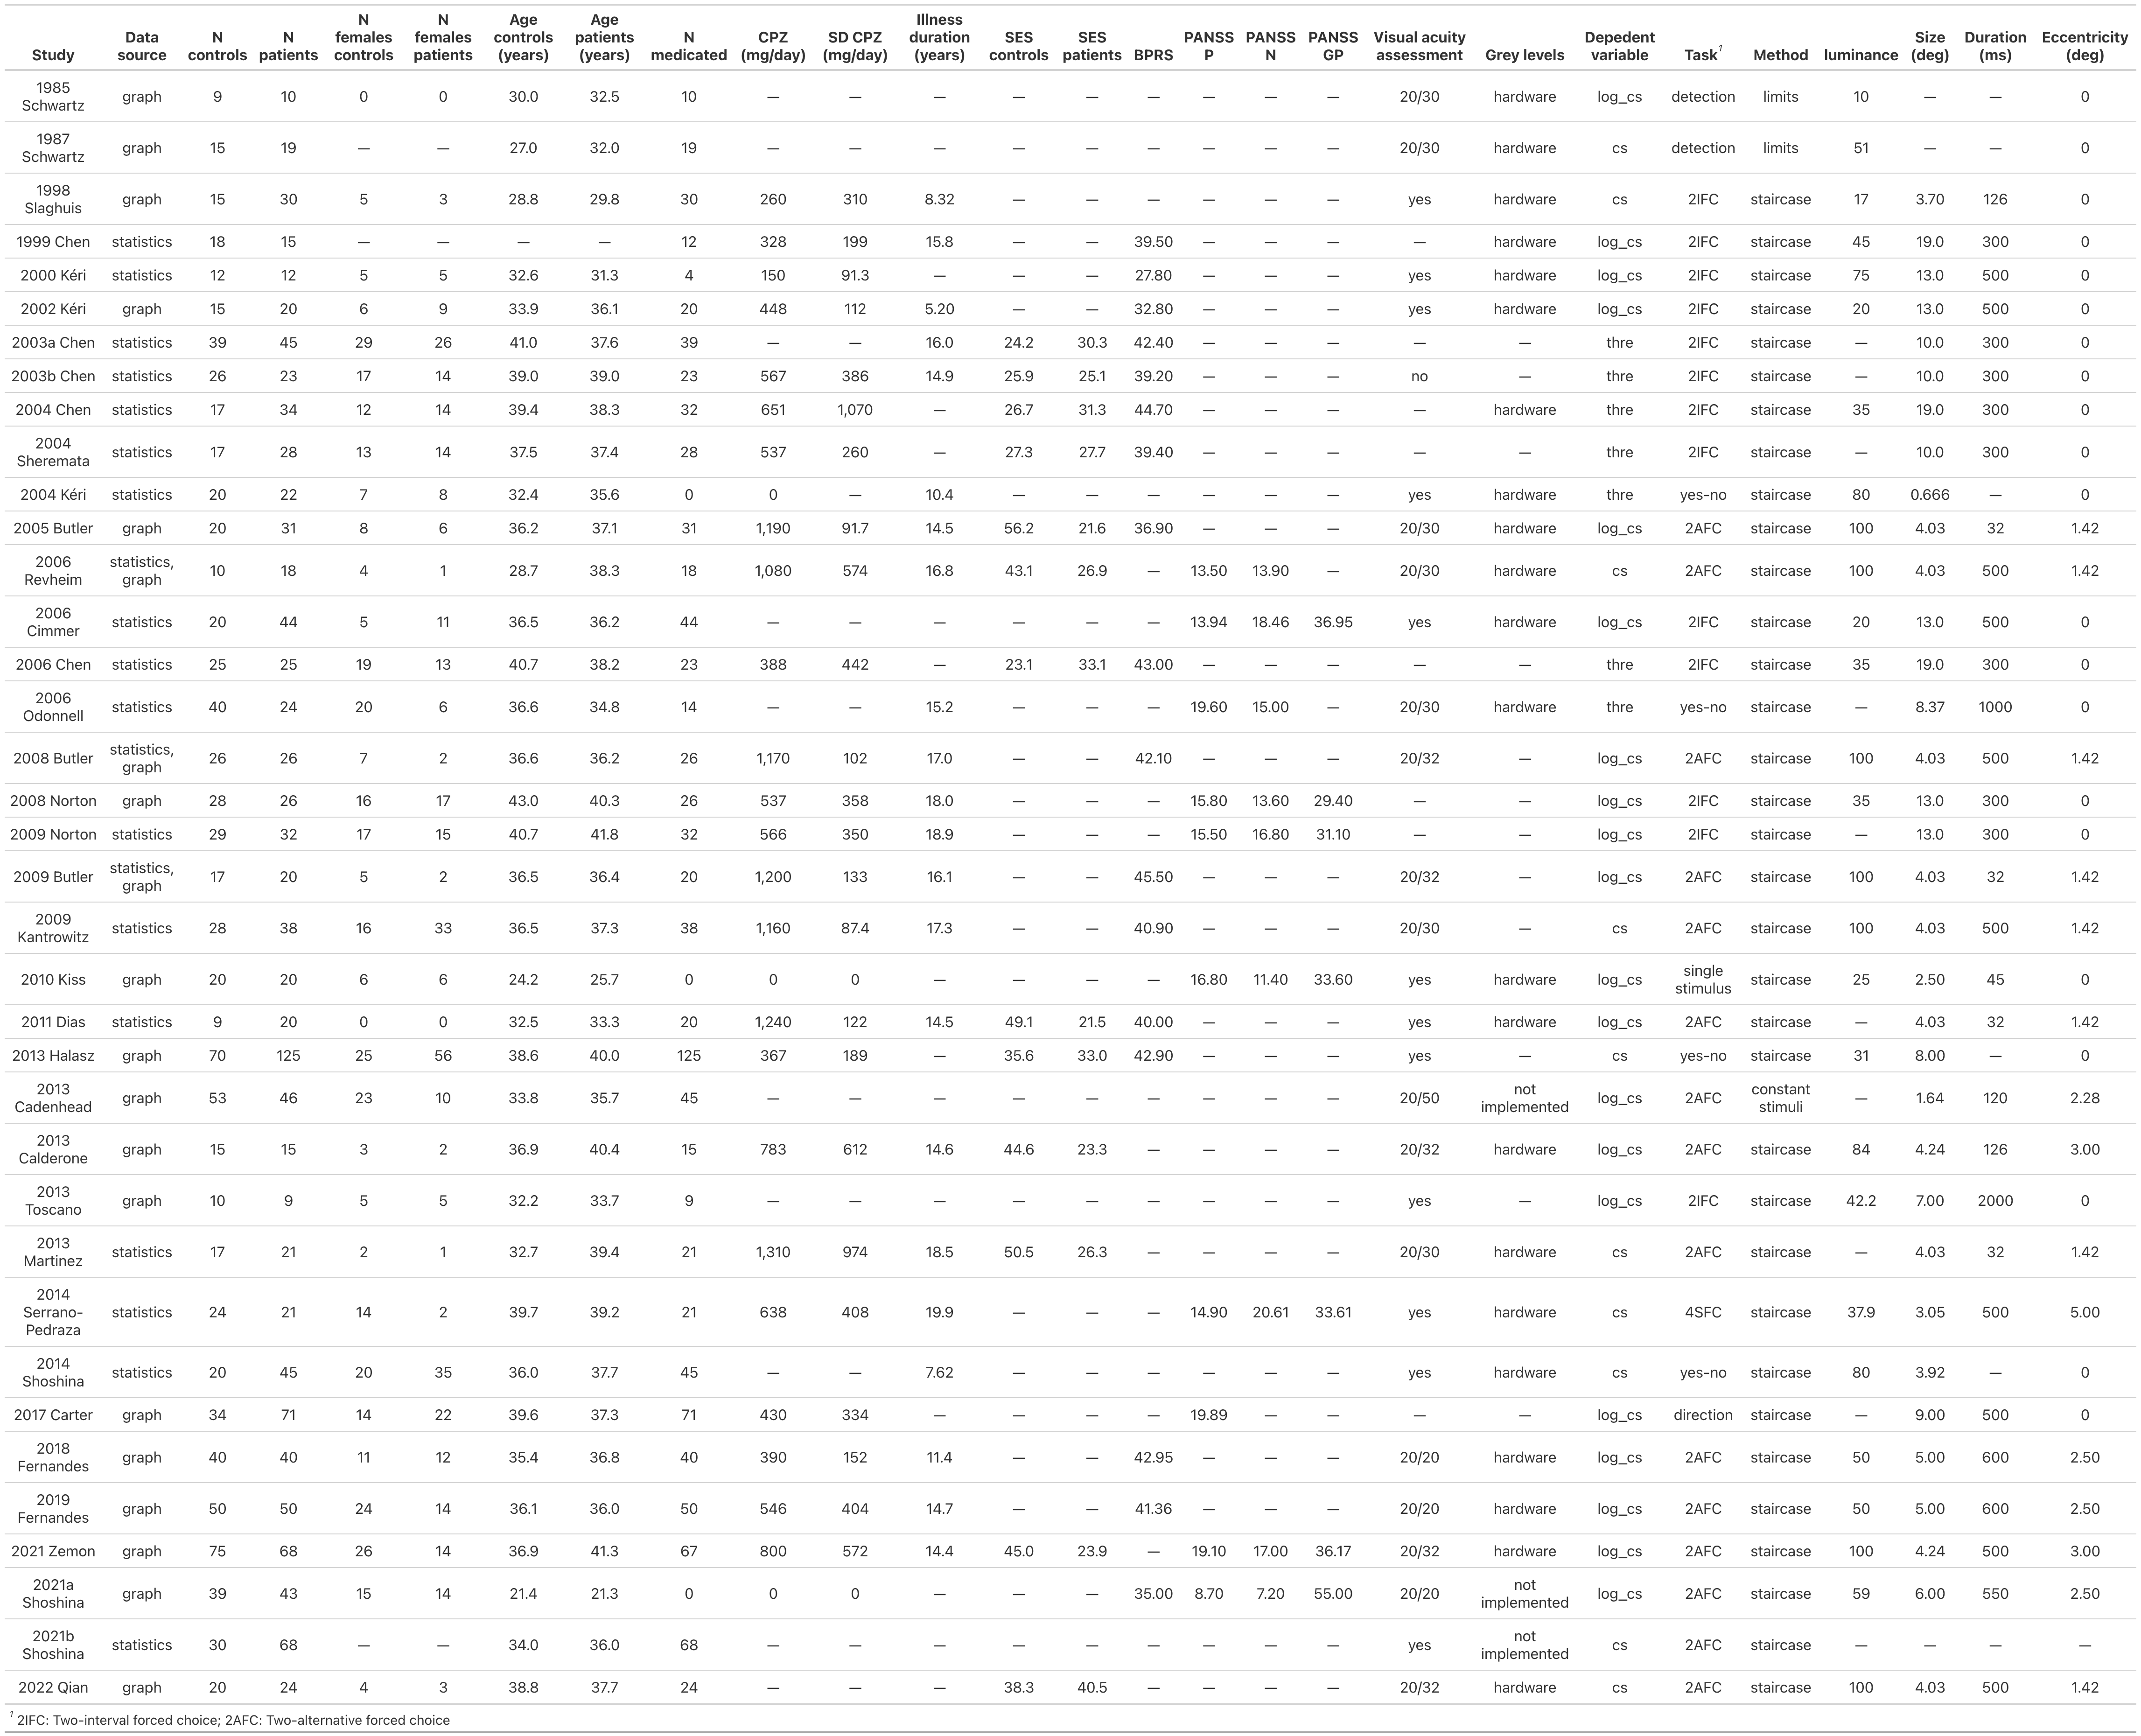 Study Data source N controls N patients N females controls N females patients Age controls (years) Age patients (years) N medicated CPZ (mg/day) SD CPZ (mg/day) Illness duration (years) SES controls SES patients BPRS PANSS P PANSS N PANSS GP Visual acuity assessment Grey levels Depedent variable Task1 Method luminance Size (deg) Duration (ms) Eccentricity (deg)
1985 Schwartz graph 9 10 0 0 30.0 32.5 10 — — — — — — — — — 20/30 hardware log_cs detection limits 10 — — 0
1987 Schwartz graph 15 19 — — 27.0 32.0 19 — — — — — — — — — 20/30 hardware cs detection limits 51 — — 0
1998 Slaghuis graph 15 30 5 3 28.8 29.8 30 260 310 8.32 — — — — — — yes hardware cs 2IFC staircase 17 3.70 126 0
1999 Chen statistics 18 15 — — — — 12 328 199 15.8 — — 39.50 — — — — hardware log_cs 2IFC staircase 45 19.0 300 0
2000 Kéri statistics 12 12 5 5 32.6 31.3 4 150 91.3 — — — 27.80 — — — yes hardware log_cs 2IFC staircase 75 13.0 500 0
2002 Kéri graph 15 20 6 9 33.9 36.1 20 448 112 5.20 — — 32.80 — — — yes hardware log_cs 2IFC staircase 20 13.0 500 0
2003a Chen statistics 39 45 29 26 41.0 37.6 39 — — 16.0 24.2 30.3 42.40 — — — — — thre 2IFC staircase — 10.0 300 0
2003b Chen statistics 26 23 17 14 39.0 39.0 23 567 386 14.9 25.9 25.1 39.20 — — — no — thre 2IFC staircase — 10.0 300 0
2004 Chen statistics 17 34 12 14 39.4 38.3 32 651 1,070 — 26.7 31.3 44.70 — — — — hardware thre 2IFC staircase 35 19.0 300 0
2004 Sheremata statistics 17 28 13 14 37.5 37.4 28 537 260 — 27.3 27.7 39.40 — — — — — thre 2IFC staircase — 10.0 300 0
2004 Kéri statistics 20 22 7 8 32.4 35.6 0 0 — 10.4 — — — — — — yes hardware thre yes-no staircase 80 0.666 — 0
2005 Butler graph 20 31 8 6 36.2 37.1 31 1,190 91.7 14.5 56.2 21.6 36.90 — — — 20/30 hardware log_cs 2AFC staircase 100 4.03 32 1.42
2006 Revheim statistics, graph 10 18 4 1 28.7 38.3 18 1,080 574 16.8 43.1 26.9 — 13.50 13.90 — 20/30 hardware cs 2AFC staircase 100 4.03 500 1.42
2006 Cimmer statistics 20 44 5 11 36.5 36.2 44 — — — — — — 13.94 18.46 36.95 yes hardware log_cs 2IFC staircase 20 13.0 500 0
2006 Chen statistics 25 25 19 13 40.7 38.2 23 388 442 — 23.1 33.1 43.00 — — — — — thre 2IFC staircase 35 19.0 300 0
2006 Odonnell statistics 40 24 20 6 36.6 34.8 14 — — 15.2 — — — 19.60 15.00 — 20/30 hardware thre yes-no staircase — 8.37 1000 0
2008 Butler statistics, graph 26 26 7 2 36.6 36.2 26 1,170 102 17.0 — — 42.10 — — — 20/32 — log_cs 2AFC staircase 100 4.03 500 1.42
2008 Norton graph 28 26 16 17 43.0 40.3 26 537 358 18.0 — — — 15.80 13.60 29.40 — — log_cs 2IFC staircase 35 13.0 300 0
2009 Norton statistics 29 32 17 15 40.7 41.8 32 566 350 18.9 — — — 15.50 16.80 31.10 — — log_cs 2IFC staircase — 13.0 300 0
2009 Butler statistics, graph 17 20 5 2 36.5 36.4 20 1,200 133 16.1 — — 45.50 — — — 20/32 — log_cs 2AFC staircase 100 4.03 32 1.42
2009 Kantrowitz statistics 28 38 16 33 36.5 37.3 38 1,160 87.4 17.3 — — 40.90 — — — 20/30 — cs 2AFC staircase 100 4.03 500 1.42
2010 Kiss graph 20 20 6 6 24.2 25.7 0 0 0 — — — — 16.80 11.40 33.60 yes hardware log_cs single stimulus staircase 25 2.50 45 0
2011 Dias statistics 9 20 0 0 32.5 33.3 20 1,240 122 14.5 49.1 21.5 40.00 — — — yes hardware log_cs 2AFC staircase — 4.03 32 1.42
2013 Halasz graph 70 125 25 56 38.6 40.0 125 367 189 — 35.6 33.0 42.90 — — — yes — cs yes-no staircase 31 8.00 — 0
2013 Cadenhead graph 53 46 23 10 33.8 35.7 45 — — — — — — — — — 20/50 not implemented log_cs 2AFC constant stimuli — 1.64 120 2.28
2013 Calderone graph 15 15 3 2 36.9 40.4 15 783 612 14.6 44.6 23.3 — — — — 20/32 hardware log_cs 2AFC staircase 84 4.24 126 3.00
2013 Toscano graph 10 9 5 5 32.2 33.7 9 — — — — — — — — — yes — log_cs 2IFC staircase 42.2 7.00 2000 0
2013 Martinez statistics 17 21 2 1 32.7 39.4 21 1,310 974 18.5 50.5 26.3 — — — — 20/30 hardware cs 2AFC staircase — 4.03 32 1.42
2014 Serrano-Pedraza statistics 24 21 14 2 39.7 39.2 21 638 408 19.9 — — — 14.90 20.61 33.61 yes hardware cs 4SFC staircase 37.9 3.05 500 5.00
2014 Shoshina statistics 20 45 20 35 36.0 37.7 45 — — 7.62 — — — — — — yes hardware cs yes-no staircase 80 3.92 — 0
2017 Carter graph 34 71 14 22 39.6 37.3 71 430 334 — — — — 19.89 — — — — log_cs direction staircase — 9.00 500 0
2018 Fernandes graph 40 40 11 12 35.4 36.8 40 390 152 11.4 — — 42.95 — — — 20/20 hardware log_cs 2AFC staircase 50 5.00 600 2.50
2019 Fernandes graph 50 50 24 14 36.1 36.0 50 546 404 14.7 — — 41.36 — — — 20/20 hardware log_cs 2AFC staircase 50 5.00 600 2.50
2021 Zemon graph 75 68 26 14 36.9 41.3 67 800 572 14.4 45.0 23.9 — 19.10 17.00 36.17 20/32 hardware log_cs 2AFC staircase 100 4.24 500 3.00
2021a Shoshina graph 39 43 15 14 21.4 21.3 0 0 0 — — — 35.00 8.70 7.20 55.00 20/20 not implemented log_cs 2AFC staircase 59 6.00 550 2.50
2021b Shoshina statistics 30 68 — — 34.0 36.0 68 — — — — — — — — — yes not implemented cs 2AFC staircase — — — —
2022 Qian graph 20 24 4 3 38.8 37.7 24 — — — 38.3 40.5 — — — — 20/32 hardware cs 2AFC staircase 100 4.03 500 1.42
1 2IFC: Two-interval forced choice; 2AFC: Two-alternative forced choice